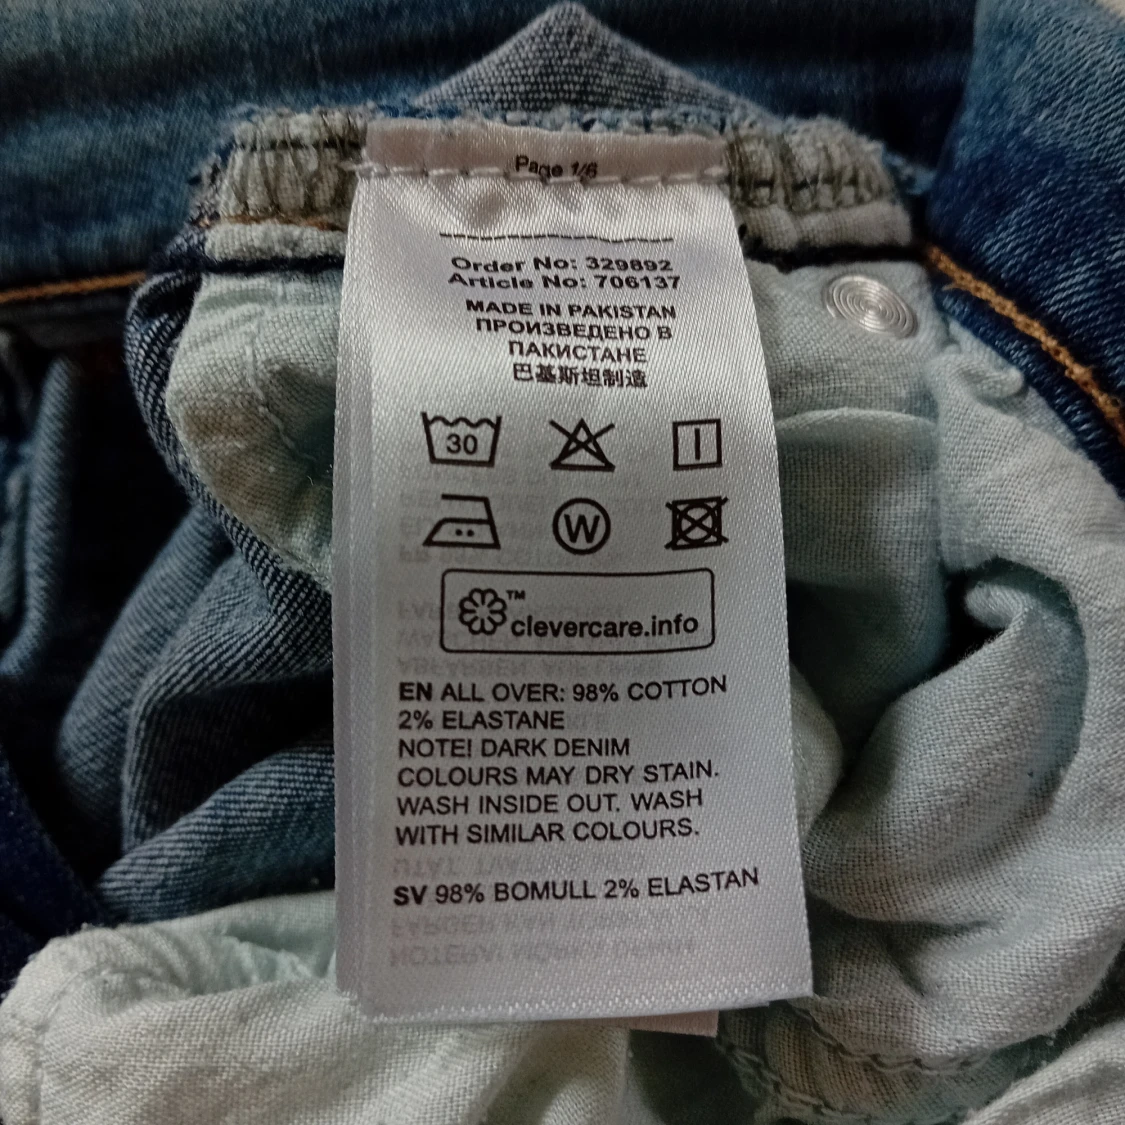 Page 1/6
Order No: 329892
Article No: 706137
MADE IN PAKISTAN
ПРОИЗВЕДЕНО В
ПАКИСТАНЕ
巴基斯坦制造
30
W
TM
clevercare.info
EN ALL OVER: 98% COTTON
2% ELASTANE
NOTE! DARK DENIM
COLOURS MAY DRY STAIN.
WASH INSIDE OUT. WASH
WITH SIMILAR COLOURS.
SV 98% BOMULL 2% ELASTAN